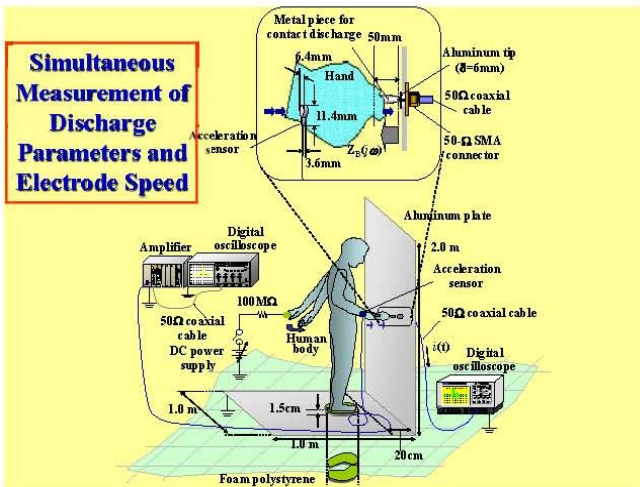 Simultaneous
Measurement of
Discharge
Parameters and
Electrode Speed
Metal piece for
contact discharge
50mm
6.4mm
Hand
Aluminum tip
(δ=6mm)
50Ω coaxial
cable
11.4mm
Acceleration
sensor
3.6mm
50-Ω SMA
connector
Aluminum plate
2.0 m
Amplifier
Digital
oscilloscope
Acceleration
sensor
100MΩ
50Ω coaxial
cable
DC power
supply
Human
body
50Ω coaxial cable
i(t)
Digital
oscilloscope
1.0 m
1.5cm
1.0 m
20cm
Foam polystyrene